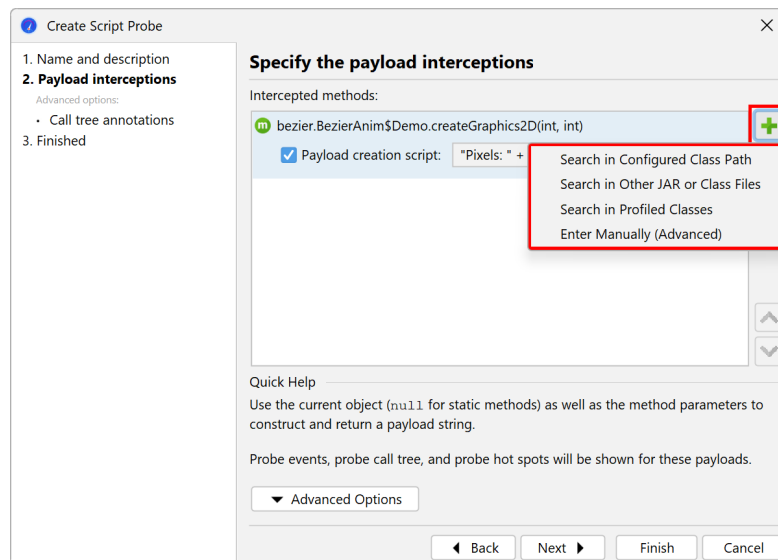 Create Script Probe
1. Name and description
2. Payload interceptions
Advanced options:
• Call tree annotations
3. Finished
Specify the payload interceptions
Intercepted methods:
m bezier.BezierAnim$Demo.createGraphics2D(int, int)
Payload creation script: "Pixels: " +
Search in Configured Class Path
Search in Other JAR or Class Files
Search in Profiled Classes
Enter Manually (Advanced)
Quick Help
Use the current object (null for static methods) as well as the method parameters to
construct and return a payload string.
Probe events, probe call tree, and probe hot spots will be shown for these payloads.
Advanced Options
Back Next Finish Cancel